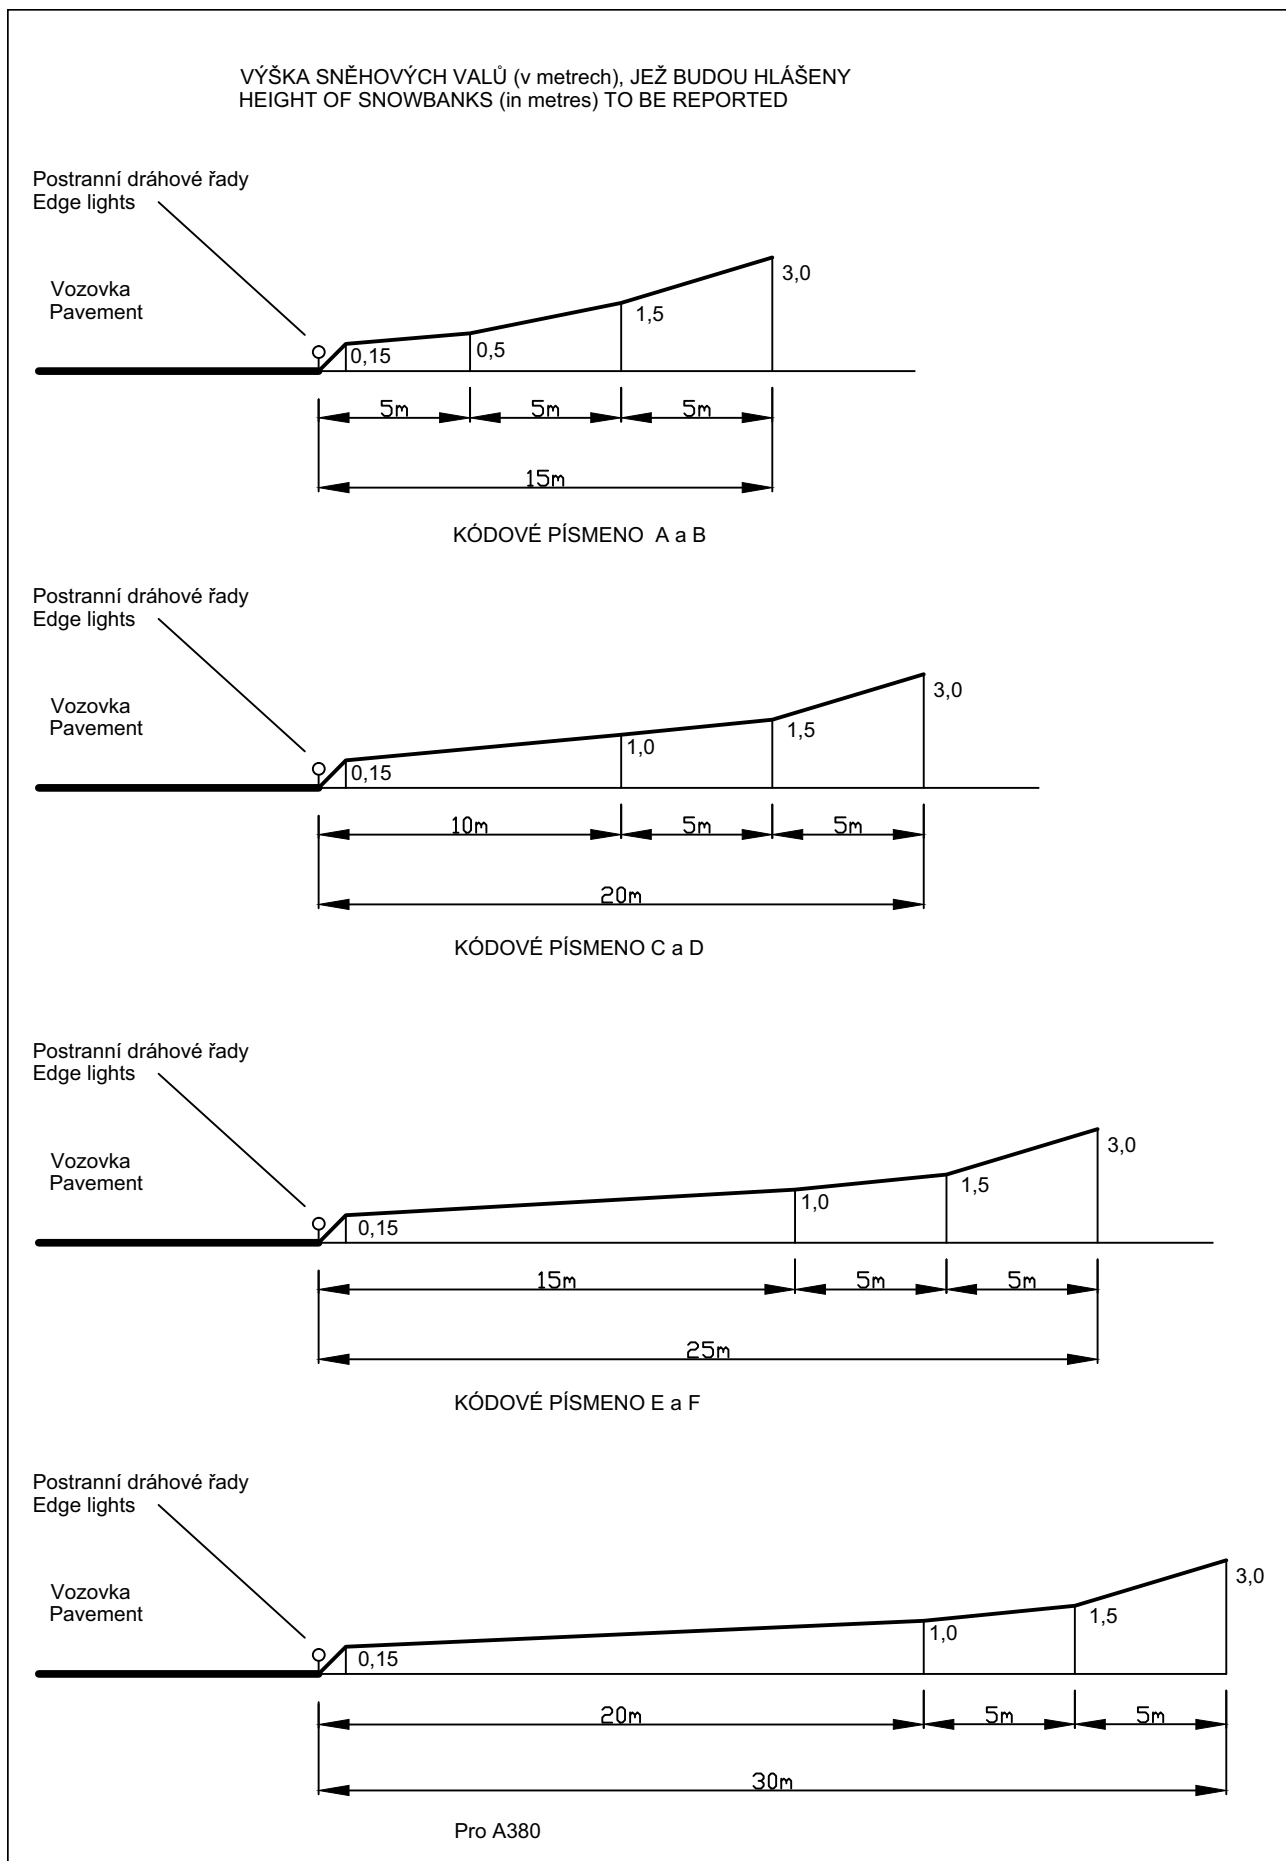 VÝŠKA SNĚHOVÝCH VALŮ (v metrech), JEŽ BUDOU HLÁŠENY
HEIGHT OF SNOWBANKS (in metres) TO BE REPORTED
Postranní dráhové řady
Edge lights
Vozovka
Pavement
0,15
0,5
1,5
3,0
5m
5m
5m
15m
KÓDOVÉ PÍSMENO A a B
Postranní dráhové řady
Edge lights
Vozovka
Pavement
0,15
1,0
1,5
3,0
10m
5m
5m
20m
KÓDOVÉ PÍSMENO C a D
Postranní dráhové řady
Edge lights
Vozovka
Pavement
0,15
1,0
1,5
3,0
15m
5m
5m
25m
KÓDOVÉ PÍSMENO E a F
Postranní dráhové řady
Edge lights
Vozovka
Pavement
0,15
1,0
1,5
3,0
20m
5m
5m
30m
Pro A380